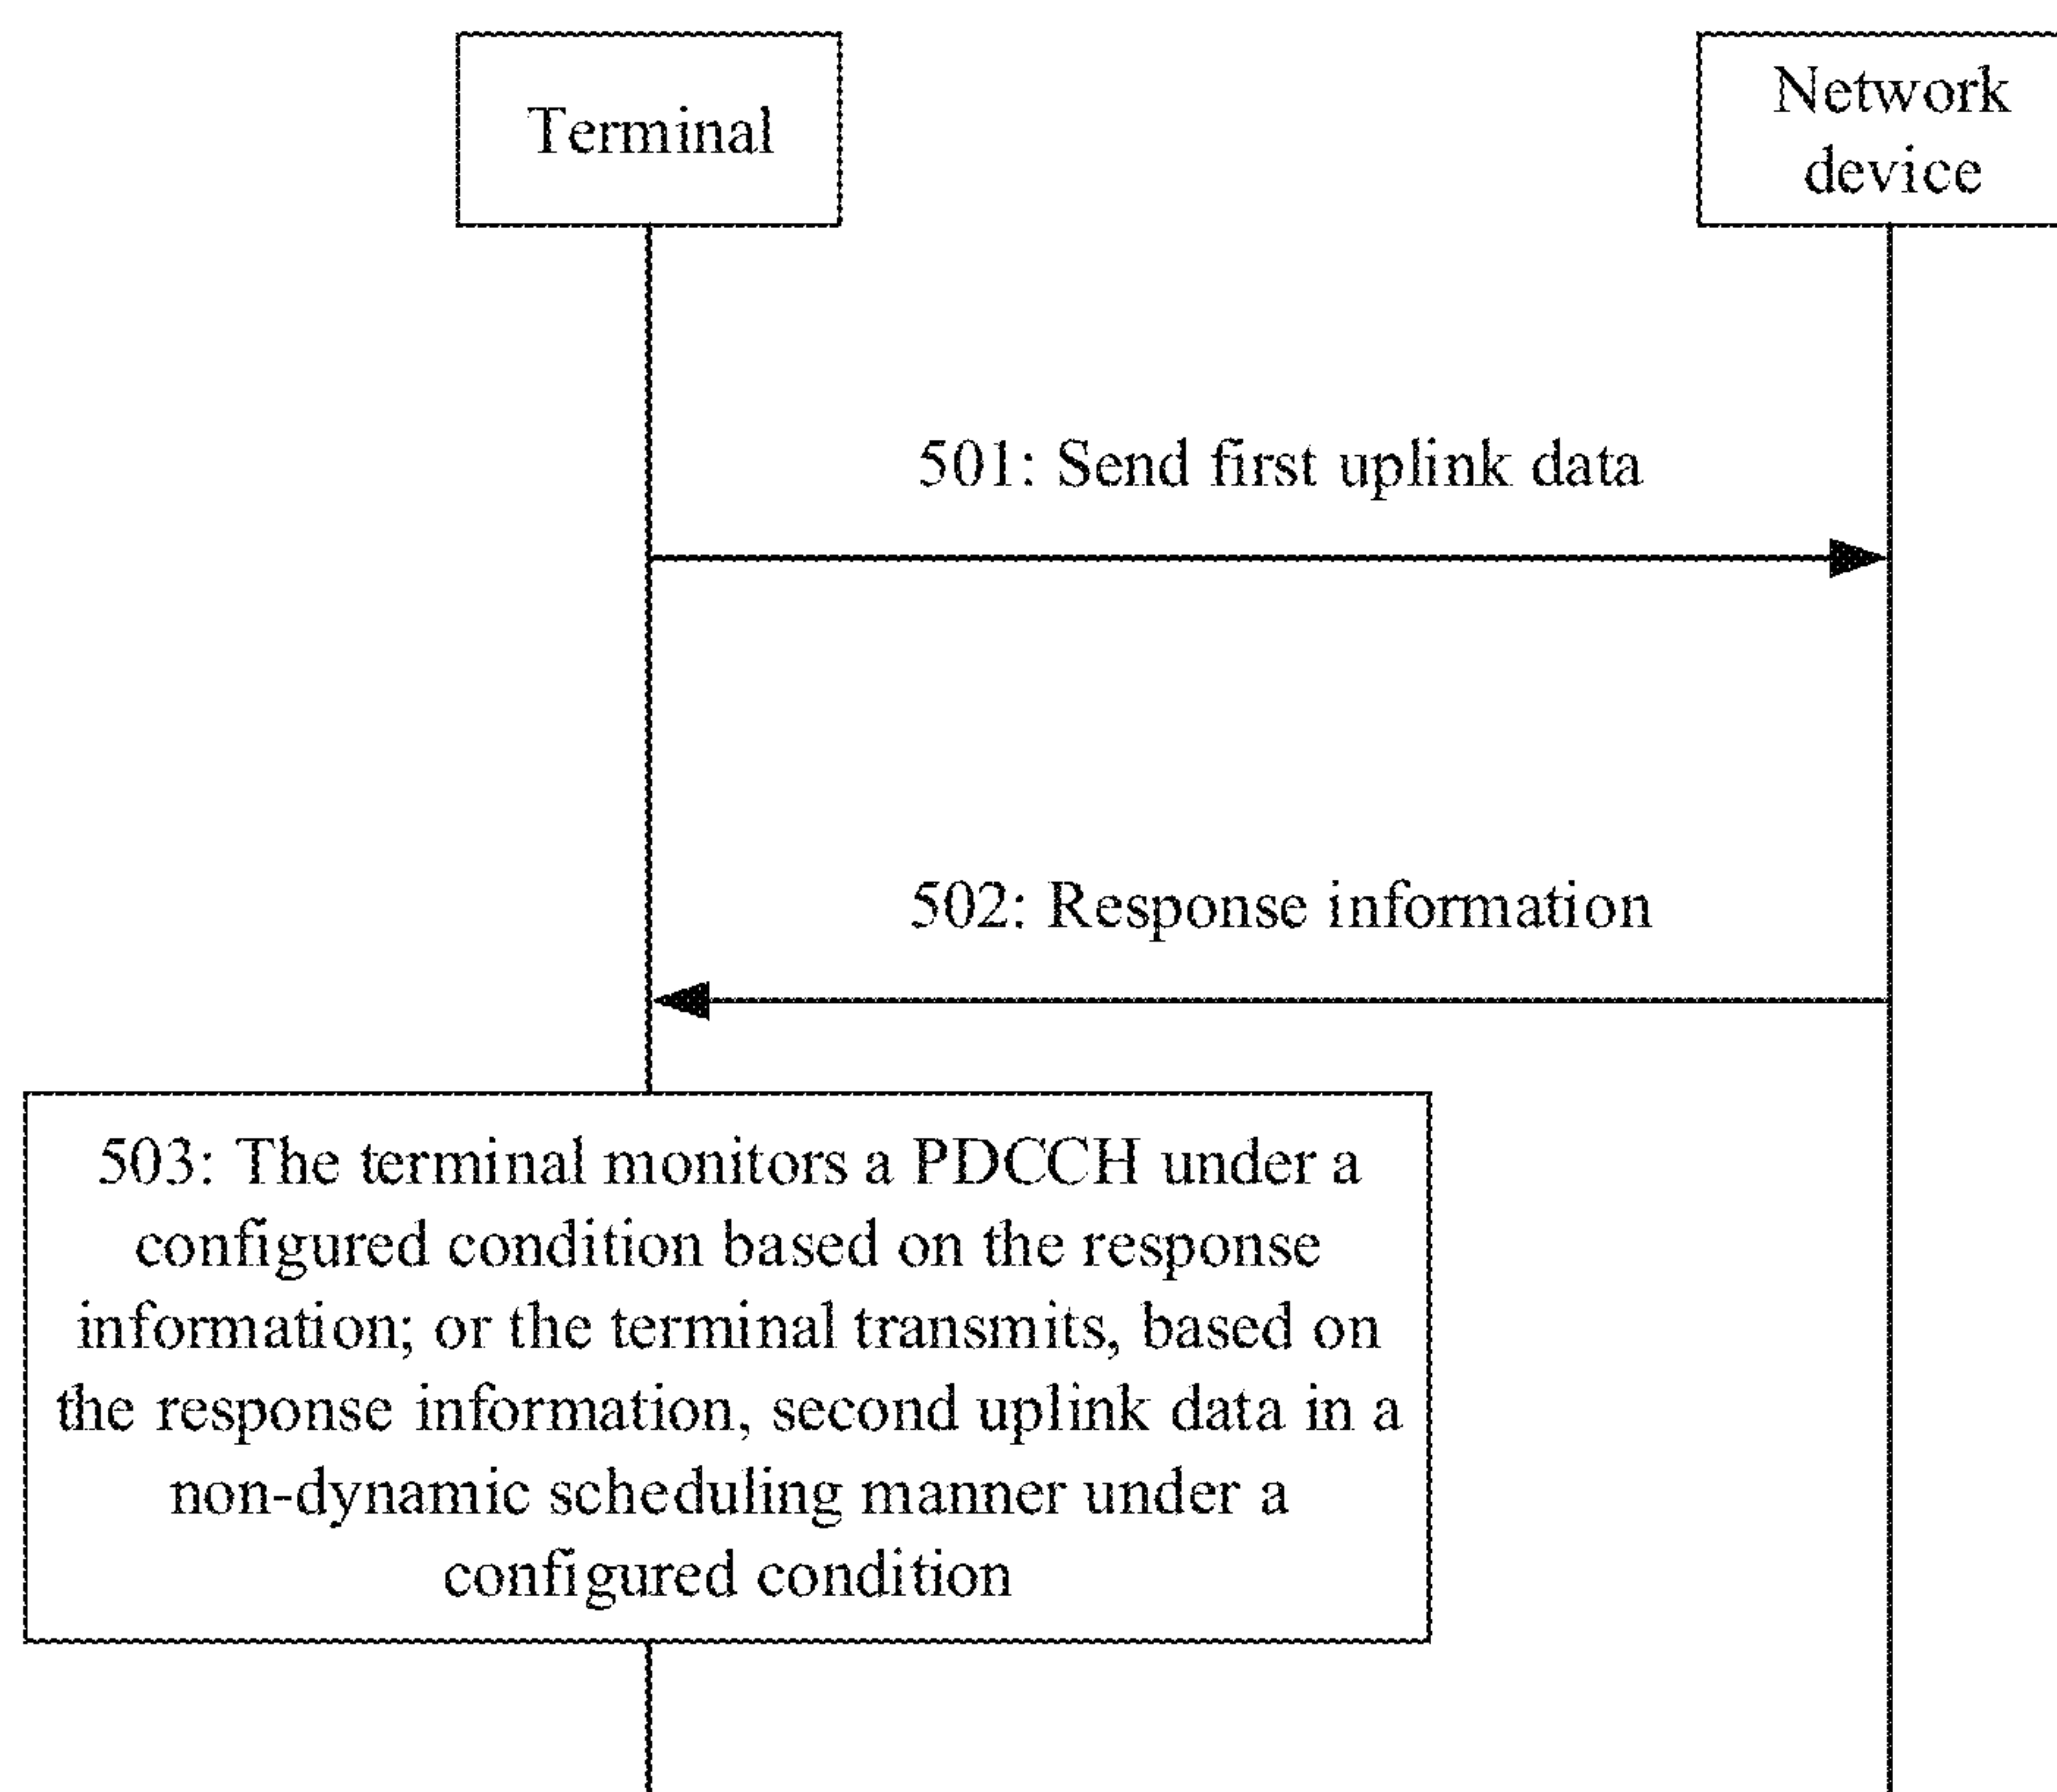 Terminal
Network
device
501: Send first uplink data
502: Response information
503: The terminal monitors a PDCCH under a
configured condition based on the response
information; or the terminal transmits, based on
the response information, second uplink data in a
non-dynamic scheduling manner under a
configured condition